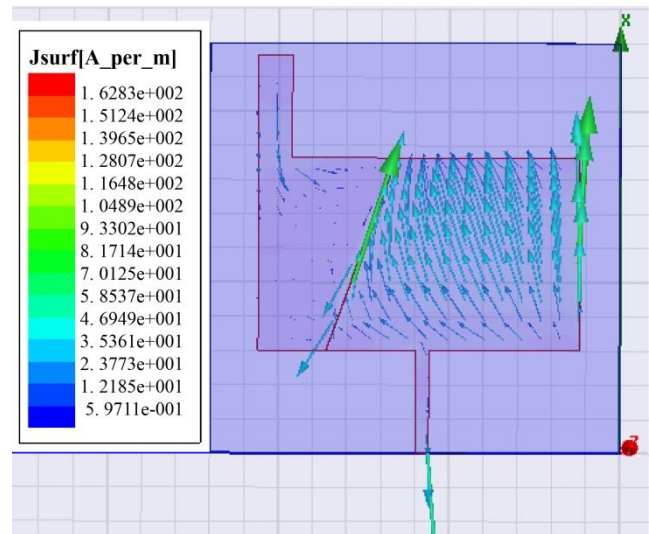 Jsurf[A_per_m]
1. 6283e+002
1. 5124e+002
1. 3965e+002
1. 2807e+002
1. 1648e+002
1. 0489e+002
9. 3302e+001
8. 1714e+001
7. 0125e+001
5. 8537e+001
4. 6949e+001
3. 5361e+001
2. 3773e+001
1. 2185e+001
5. 9711e-001
X